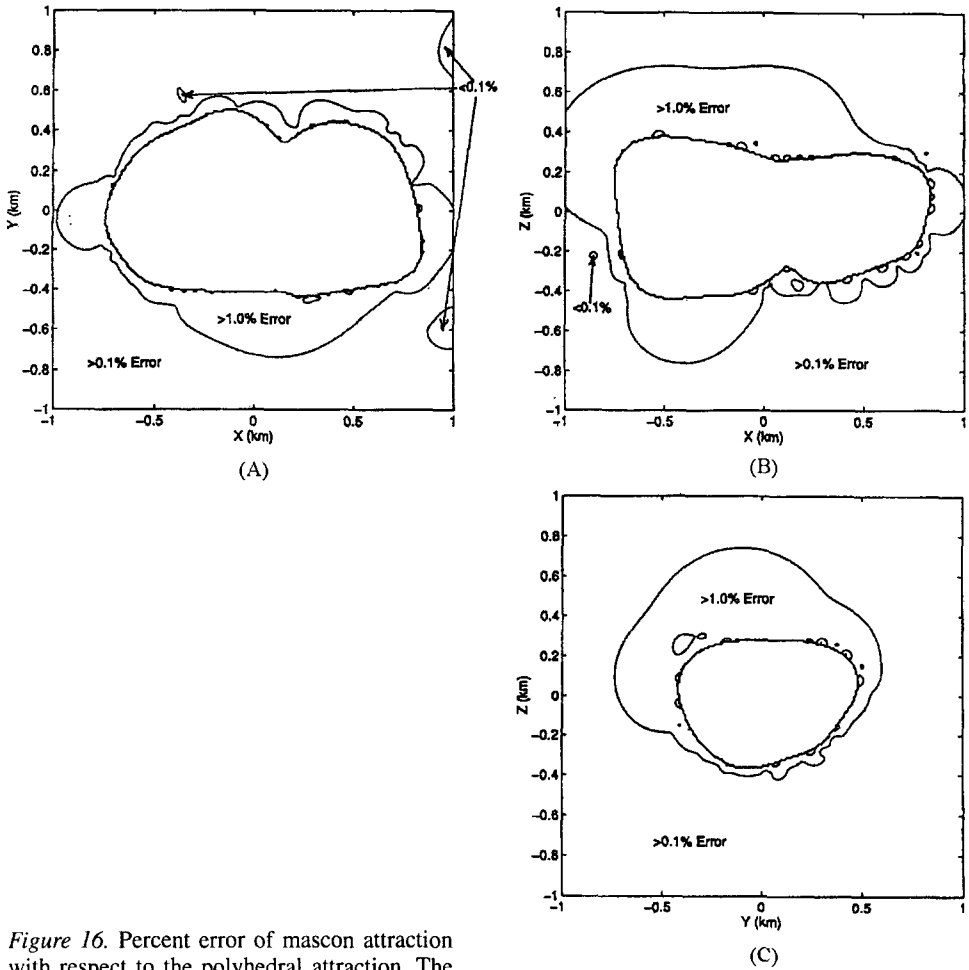 1
0.8
0.6
0.4
0.2
0
−0.2
−0.4
−0.6
−0.8
−1
Y (km)
<0.1%
>1.0% Error
>0.1% Error
−1
−0.5
0
0.5
1
X (km)
(A)
1
0.8
0.6
0.4
0.2
0
−0.2
−0.4
−0.6
−0.8
−1
Z (km)
>1.0% Error
<0.1%
>0.1% Error
−1
−0.5
0
0.5
1
X (km)
(B)
1
0.8
0.6
0.4
0.2
0
−0.2
−0.4
−0.6
−0.8
−1
Z (km)
>1.0% Error
>0.1% Error
−1
−0.5
0
0.5
1
Y (km)
(C)
Figure 16. Percent error of mascon attraction
with respect to the polyhedral attraction. The